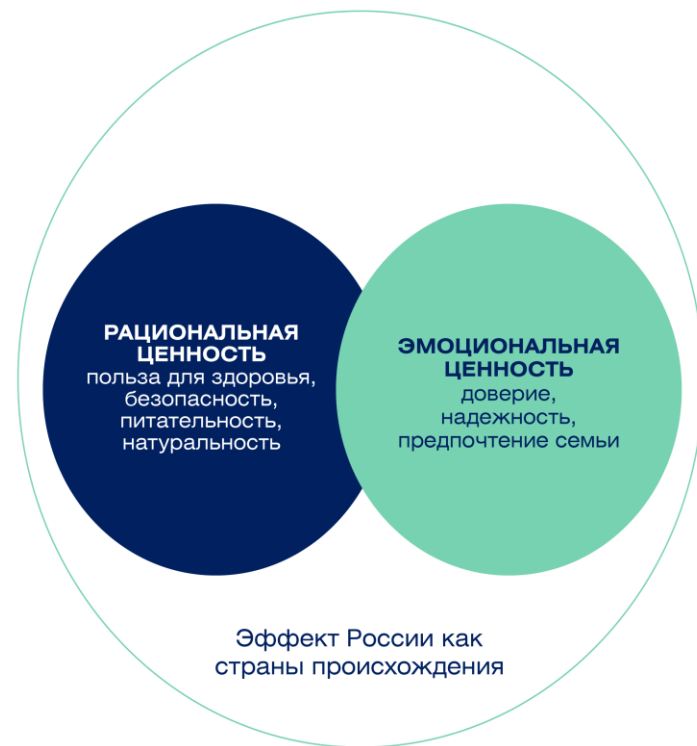 РАЦИОНАЛЬНАЯ
ЦЕННОСТЬ
польза для здоровья,
безопасность,
питательность,
натуральность
ЭМОЦИОНАЛЬНАЯ
ЦЕННОСТЬ
доверие,
надежность,
предпочтение семьи
Эффект России как
страны происхождения